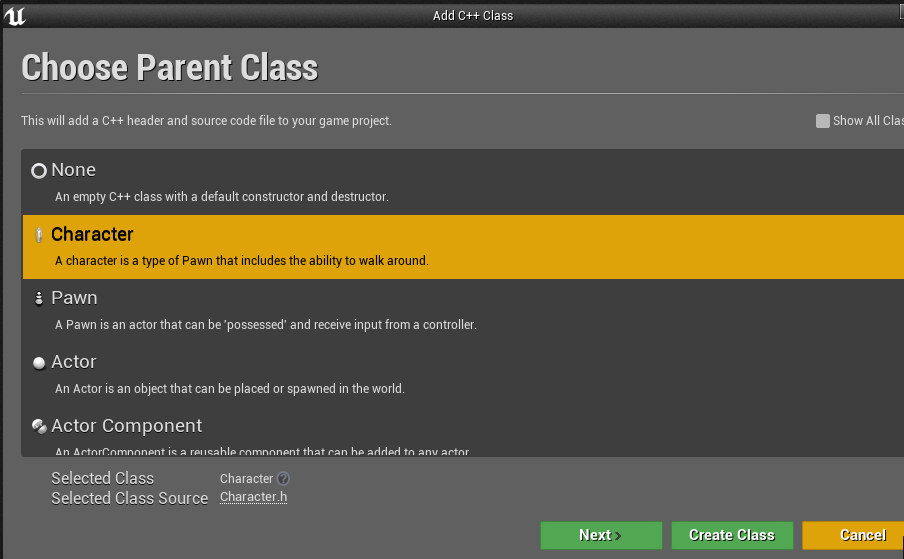 Add C++ Class
Choose Parent Class
This will add a C++ header and source code file to your game project.
Show All Clas
None
An empty C++ class with a default constructor and destructor.
Character
A character is a type of Pawn that includes the ability to walk around.
Pawn
A Pawn is an actor that can be 'possessed' and receive input from a controller.
Actor
An Actor is an object that can be placed or spawned in the world.
Actor Component
An ActorComponent is a reusable component that can be added to any actor
Selected Class Character ?
Selected Class Source Character.h
Next >
Create Class
Cancel